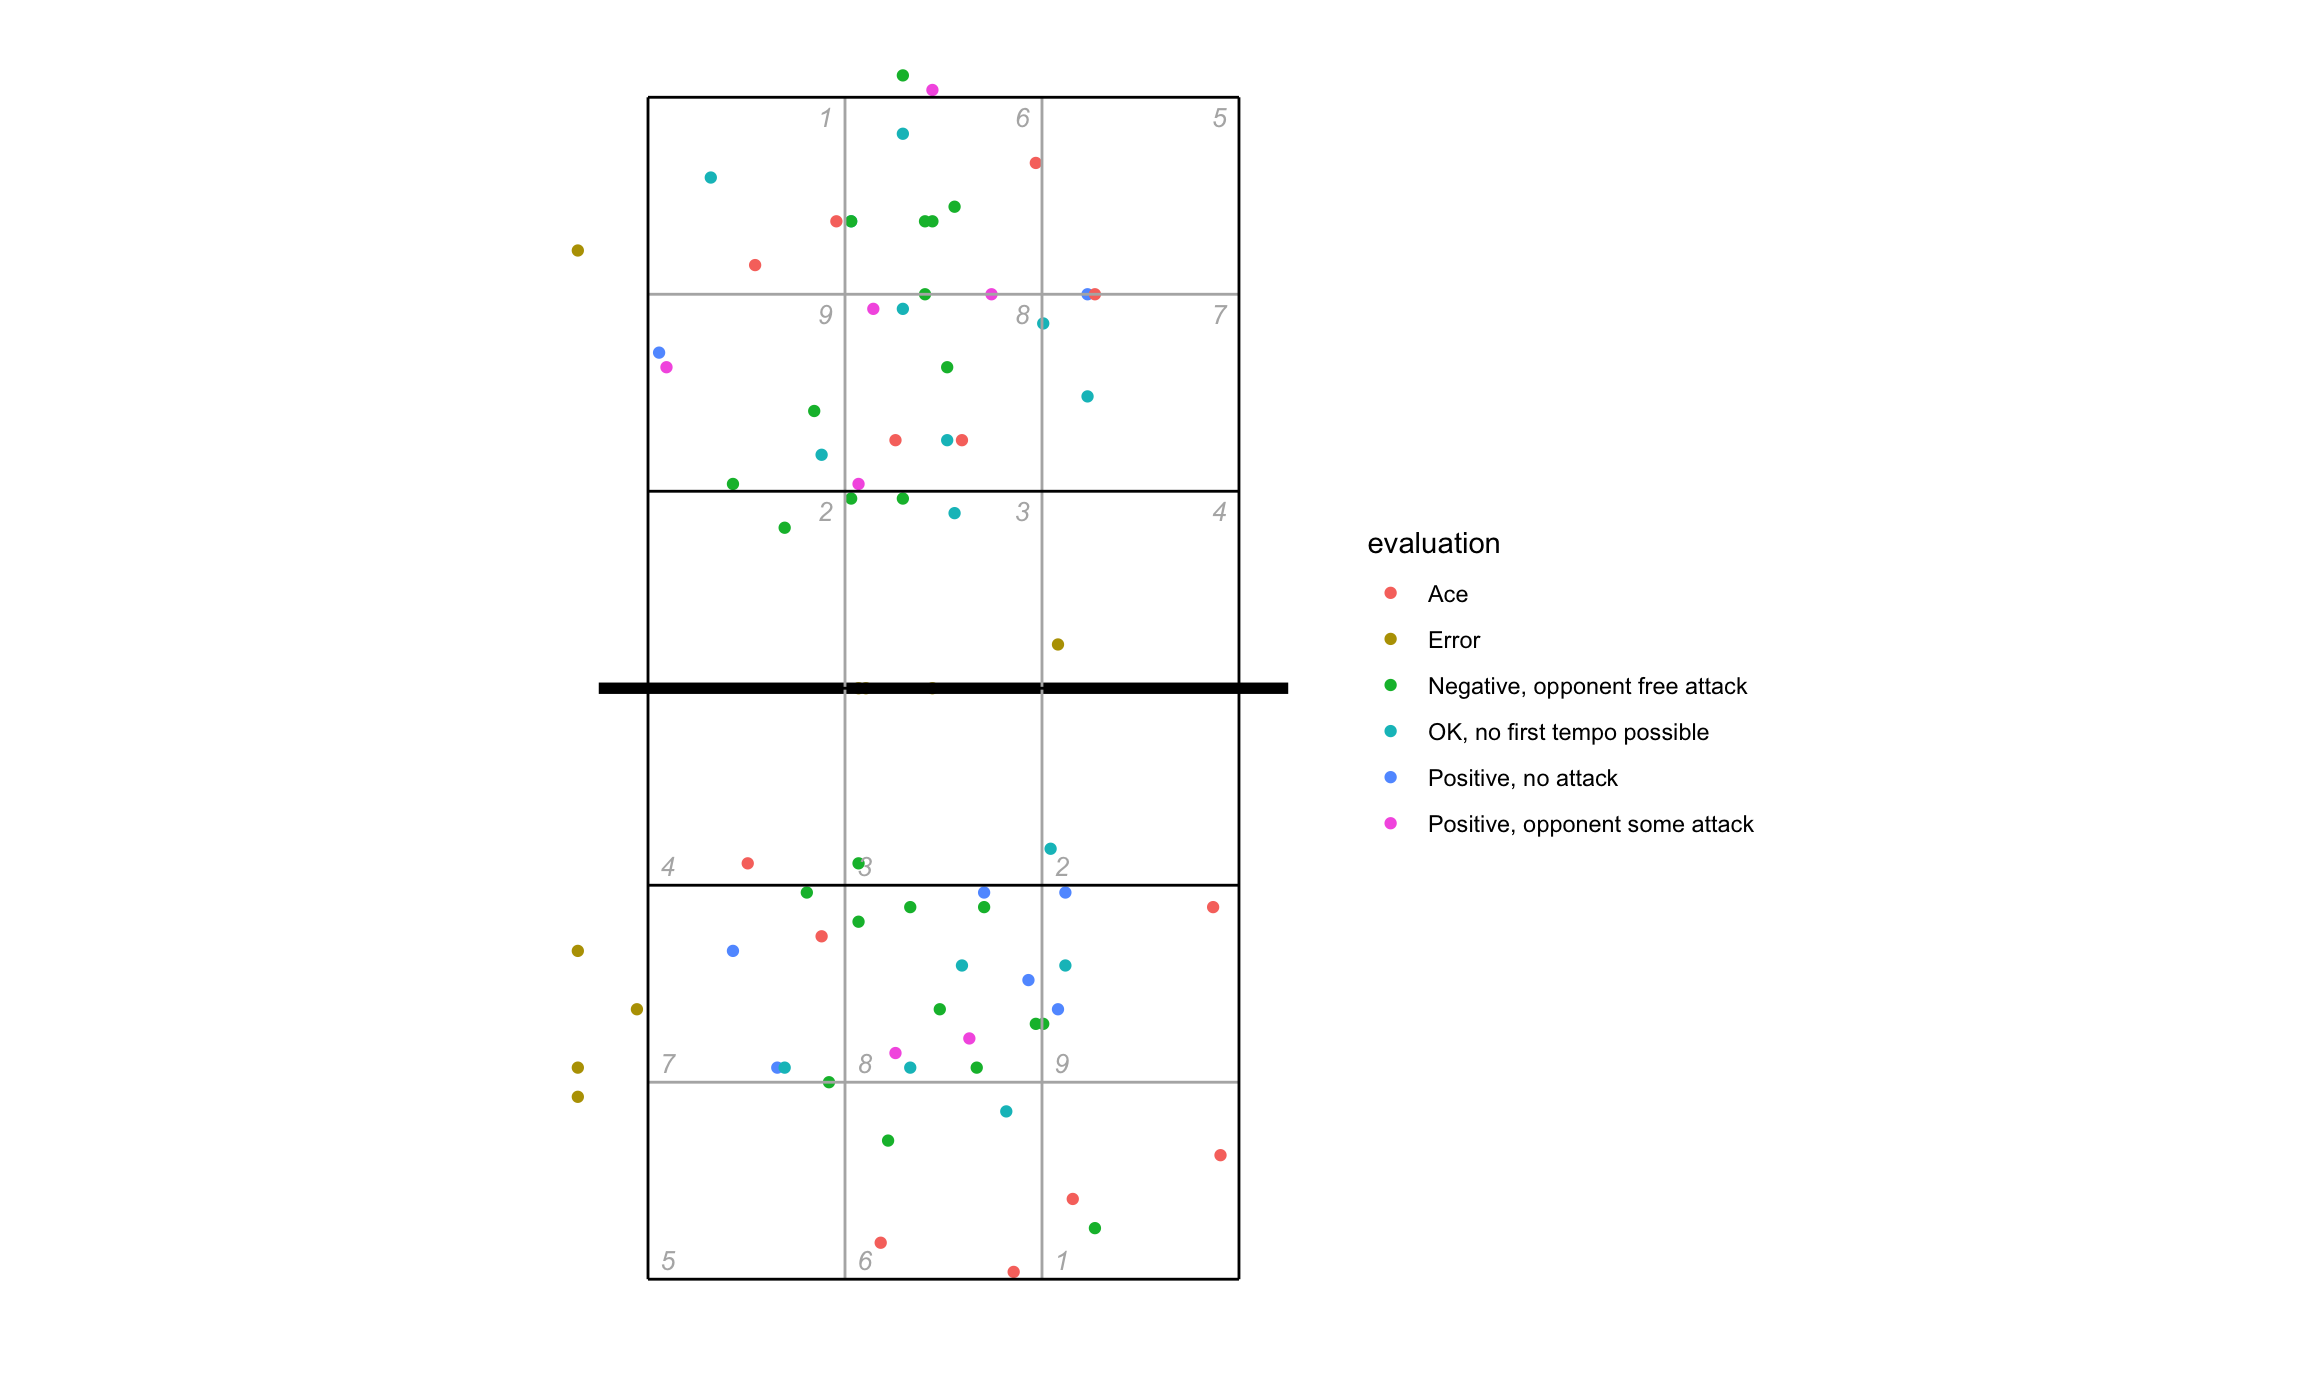 1 6 5
9 8 7
2 3 4
4 3 2
7 8 9
5 6 1
evaluation
Ace
Error
Negative, opponent free attack
OK, no first tempo possible
Positive, no attack
Positive, opponent some attack